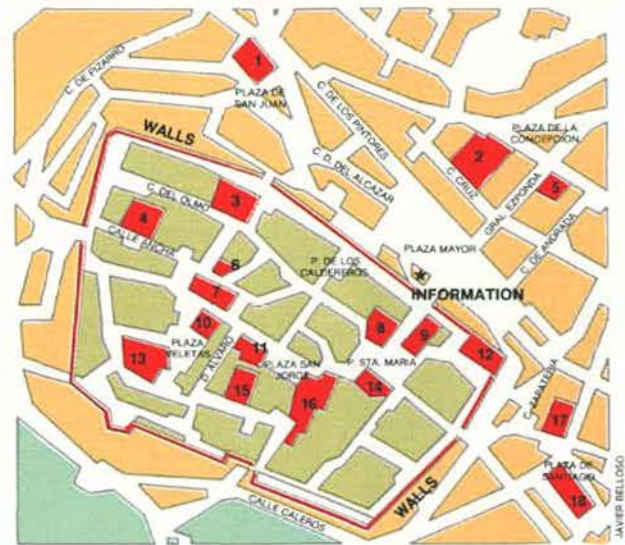 1
C. DE PIZARRO
PLAZA DE
SAN JUAN
WALLS
C. DE LOS PINTORES
2
PLAZA DE LA
CONCEPCION
C. D. DEL ALCAZAR
C. CRUZ
5
3
C. DEL OLMO
4
GRAL. EZPONDA
CALLE ANCHA
C. DE ANDRADA
PLAZA MAYOR
6
P. DE LOS
CALDEREROS
INFORMATION
7
10
8
9
PLAZA
VELETAS
D. ALVARO
11
13
PLAZA SAN
JORGE
P. STA. MARIA
12
15
16
14
C. ZAPATERIA
17
PLAZA DE
SANTIAGO
18
WALLS
CALLE CALEROS
JAVIER BELLOSO